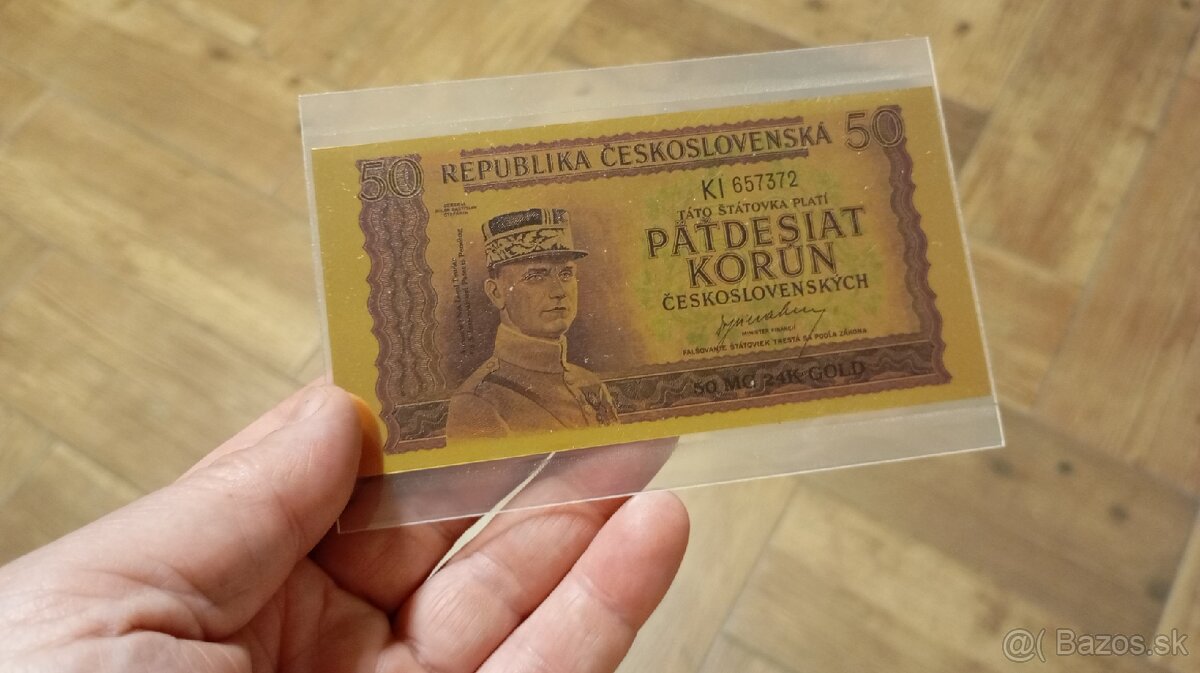 50 REPUBLIKA ČESKOSLOVENSKÁ 50
KI 657372
TÁTO ŠTÁTOVKA PLATÍ
PÄŤDESIAT
KORÚN
ČESKOSLOVENSKÝCH
MINISTER FINANCIÍ
FALŠOVANIE ŠTÁTOVIEK TRESTÁ SA PODĽA ZÁKONA
50 MG 24K GOLD
@( Bazos.sk